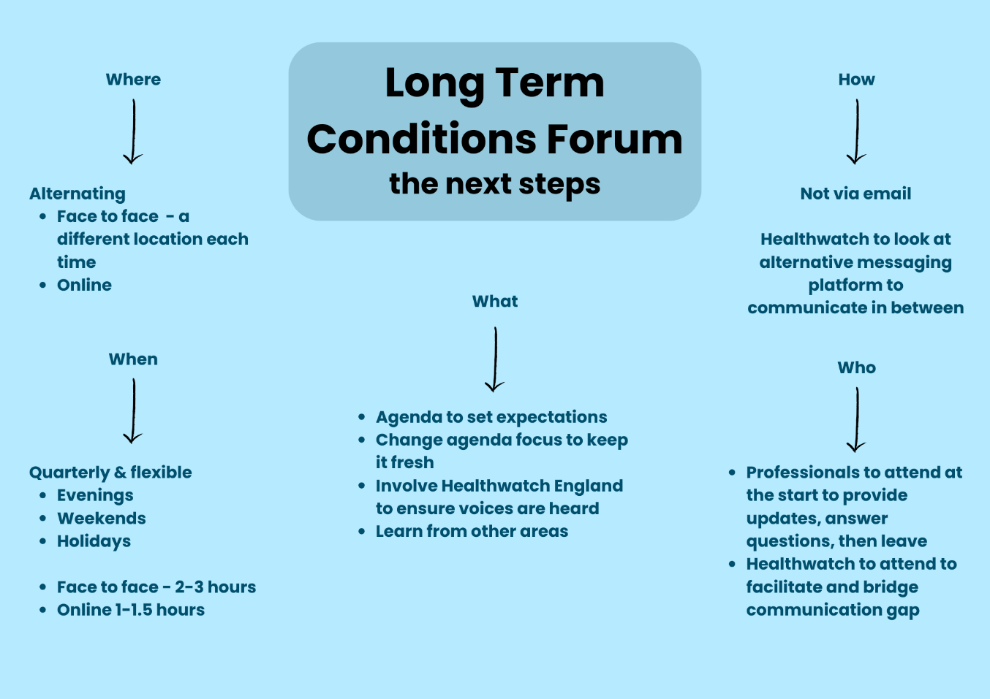 Long Term
Conditions Forum
the next steps
Where
Alternating
• Face to face - a
different location each
time
• Online
When
Quarterly & flexible
• Evenings
• Weekends
• Holidays
• Face to face - 2-3 hours
• Online 1-1.5 hours
What
• Agenda to set expectations
• Change agenda focus to keep
it fresh
• Involve Healthwatch England
to ensure voices are heard
• Learn from other areas
How
Not via email
Healthwatch to look at
alternative messaging
platform to
communicate in between
Who
• Professionals to attend at
the start to provide
updates, answer
questions, then leave
• Healthwatch to attend to
facilitate and bridge
communication gap